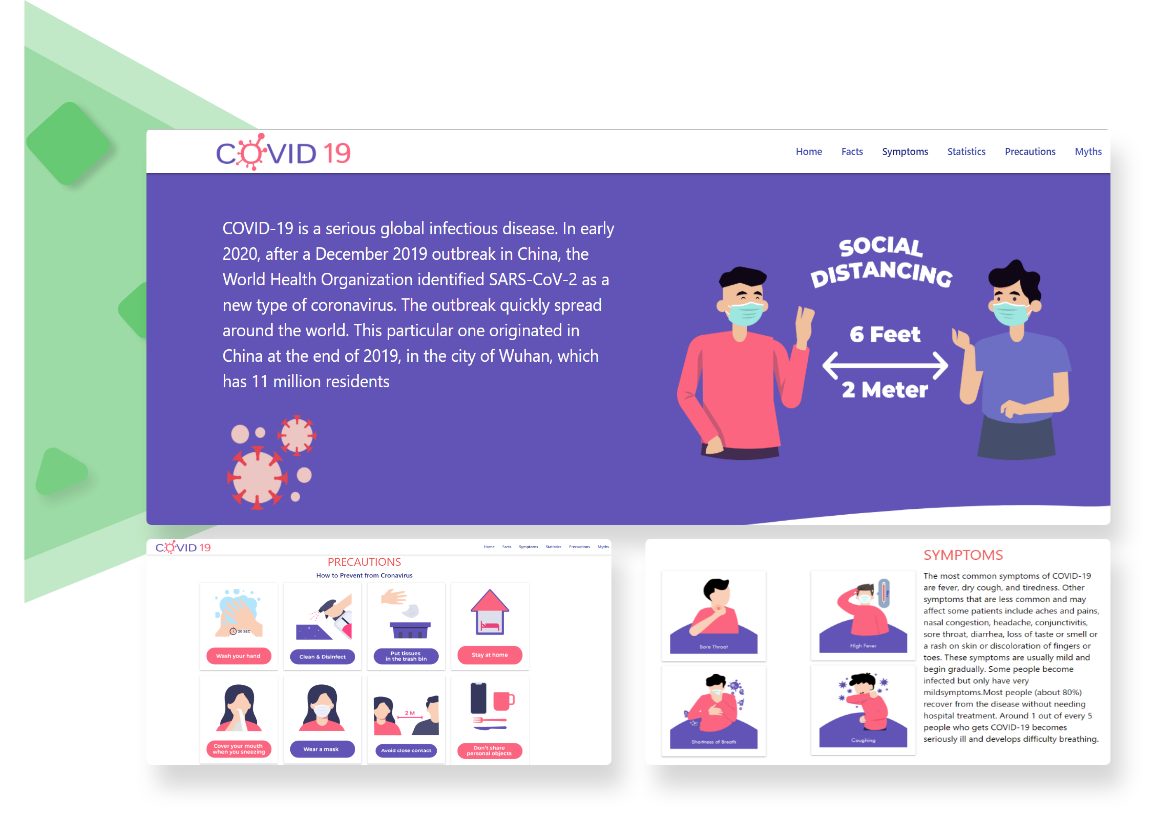 COVID 19
Home Facts Symptoms Statistics Precautions Myths
COVID-19 is a serious global infectious disease. In early
2020, after a December 2019 outbreak in China, the
World Health Organization identified SARS-CoV-2 as a
new type of coronavirus. The outbreak quickly spread
around the world. This particular one originated in
China at the end of 2019, in the city of Wuhan, which
has 11 million residents
SOCIAL
DISTANCING
6 Feet
2 Meter
COVID 19
Home Facts Symptoms Statistics Precautions Myths
PRECAUTIONS
How to Prevent from Cronavirus
20 SEC
Wash your hand
Clean & Disinfect
Put tissues
in the trash bin
Stay at home
2 M
Cover your mouth
when you sneezing
Wear a mask
Avoid close contact
Don't share
personal objects
SYMPTOMS
The most common symptoms of COVID-19
are fever, dry cough, and tiredness. Other
symptoms that are less common and may
affect some patients include aches and pains,
nasal congestion, headache, conjunctivitis,
sore throat, diarrhea, loss of taste or smell or
a rash on skin or discoloration of fingers or
toes. These symptoms are usually mild and
begin gradually. Some people become
infected but only have very
mildsymptoms.Most people (about 80%)
recover from the disease without needing
hospital treatment. Around 1 out of every 5
people who gets COVID-19 becomes
seriously ill and develops difficulty breathing.
Sore Throat
High Fever
Shortness of Breath
Coughing